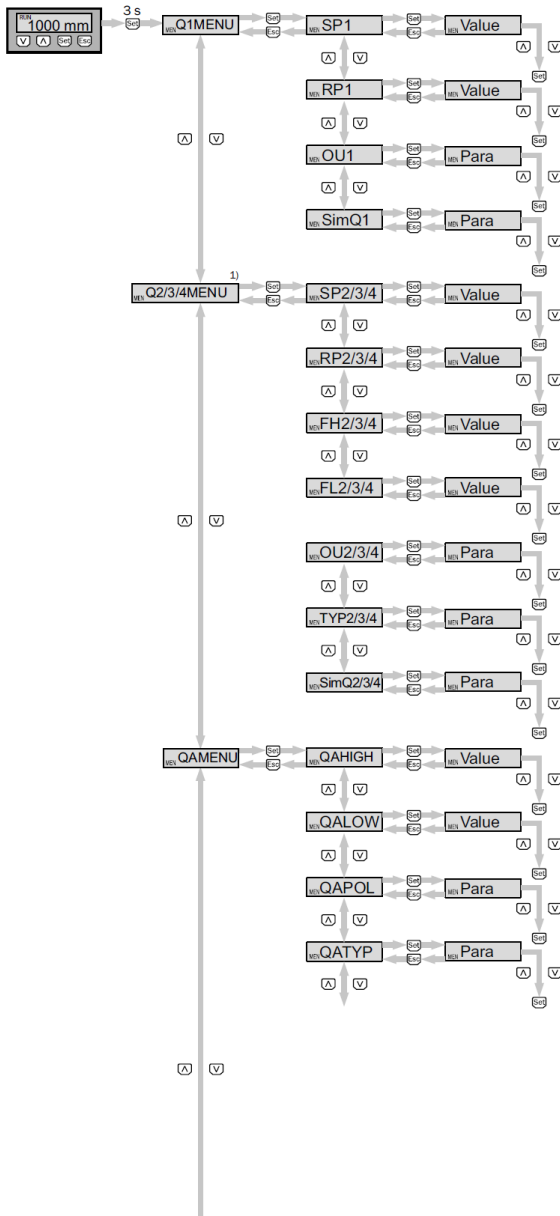 RUN 1000 mm
Set Esc
3 s
Set
MEN Q1MENU
Set
Esc
MEN SP1
Set
Esc
MEN Value
Set
MEN RP1
Set
Esc
MEN Value
Set
MEN OU1
Set
Esc
MEN Para
Set
MEN SimQ1
Set
Esc
MEN Para
Set
1)
MEN Q2/3/4MENU
Set
Esc
MEN SP2/3/4
Set
Esc
MEN Value
Set
MEN RP2/3/4
Set
Esc
MEN Value
Set
MEN FH2/3/4
Set
Esc
MEN Value
Set
MEN FL2/3/4
Set
Esc
MEN Value
Set
MEN OU2/3/4
Set
Esc
MEN Para
Set
MEN TYP2/3/4
Set
Esc
MEN Para
Set
MEN SimQ2/3/4
Set
Esc
MEN Para
Set
MEN QAMENU
Set
Esc
MEN QAHIGH
Set
Esc
MEN Value
Set
MEN QALOW
Set
Esc
MEN Value
Set
MEN QAPOL
Set
Esc
MEN Para
Set
MEN QATYP
Set
Esc
MEN Para
Set